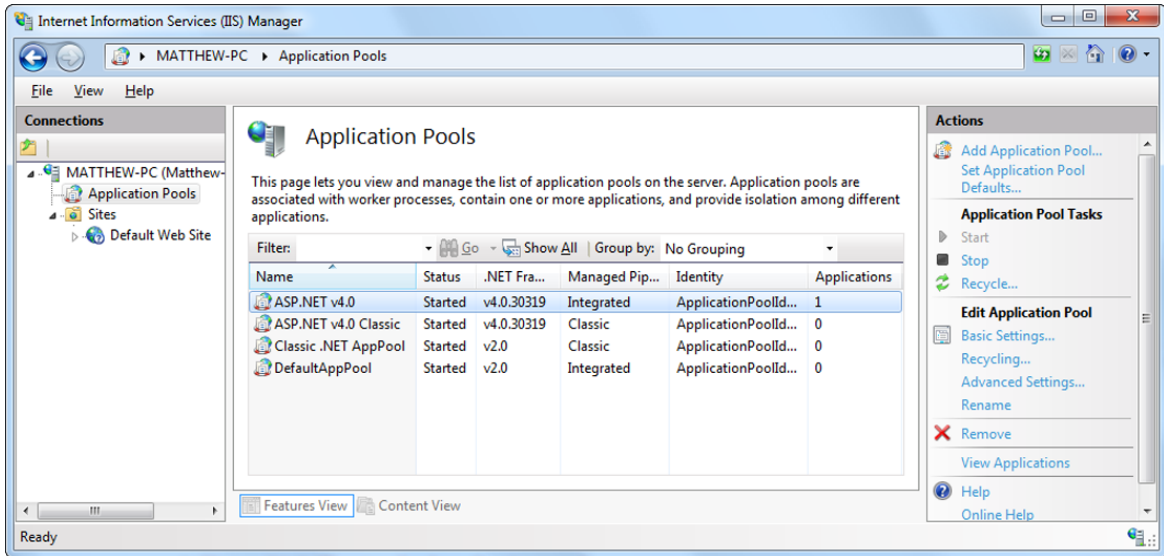 Internet Information Services (IIS) Manager
MATTHEW-PC Application Pools
File View Help
Connections
MATTHEW-PC (Matthew-
Application Pools
Sites
Default Web Site
Application Pools
This page lets you view and manage the list of application pools on the server. Application pools are
associated with worker processes, contain one or more applications, and provide isolation among different
applications.
Filter: Go Show All Group by: No Grouping
Name Status .NET Fra... Managed Pip... Identity Applications
ASP.NET v4.0 Started v4.0.30319 Integrated ApplicationPoolId... 1
ASP.NET v4.0 Classic Started v4.0.30319 Classic ApplicationPoolId... 0
Classic .NET AppPool Started v2.0 Classic ApplicationPoolId... 0
DefaultAppPool Started v2.0 Integrated ApplicationPoolId... 0
Features View Content View
Actions
Add Application Pool...
Set Application Pool
Defaults...
Application Pool Tasks
Start
Stop
Recycle...
Edit Application Pool
Basic Settings...
Recycling...
Advanced Settings...
Rename
Remove
View Applications
Help
Online Help
Ready